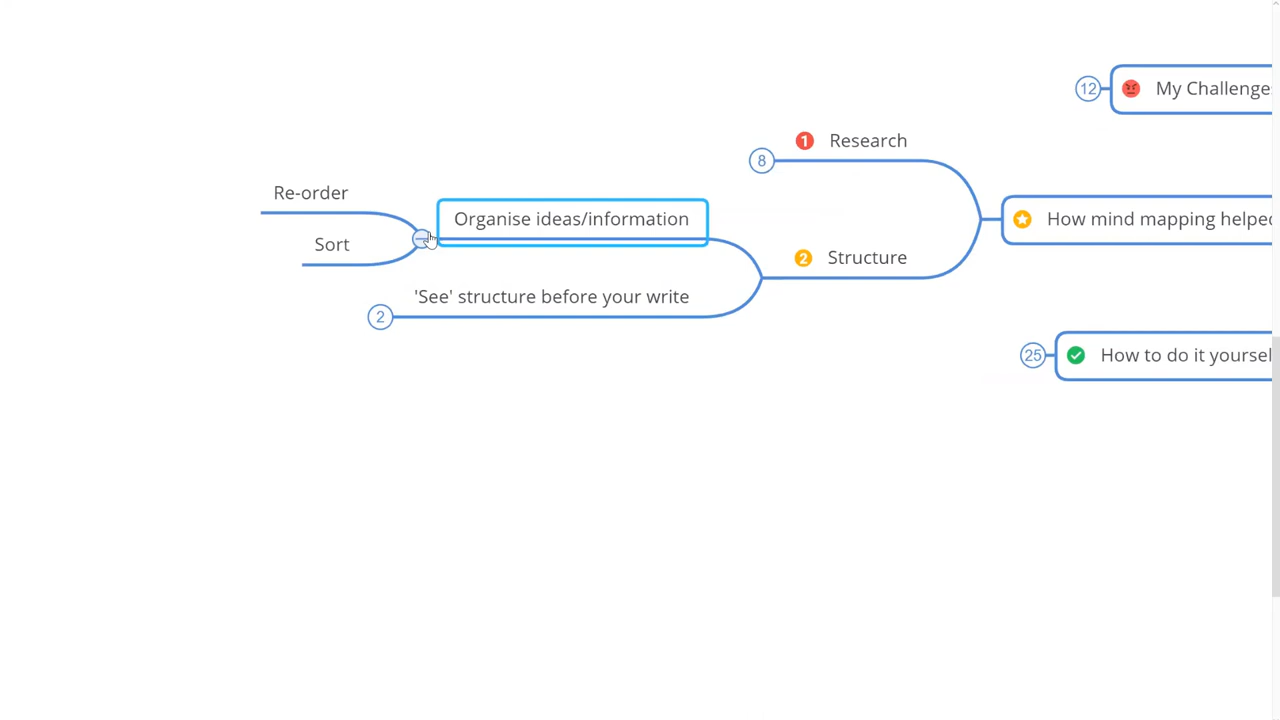 12
My Challenge
1
Research
8
Re-order
Organise ideas/information
How mind mapping helpe
Sort
2
Structure
'See' structure before your write
2
25
How to do it yoursel